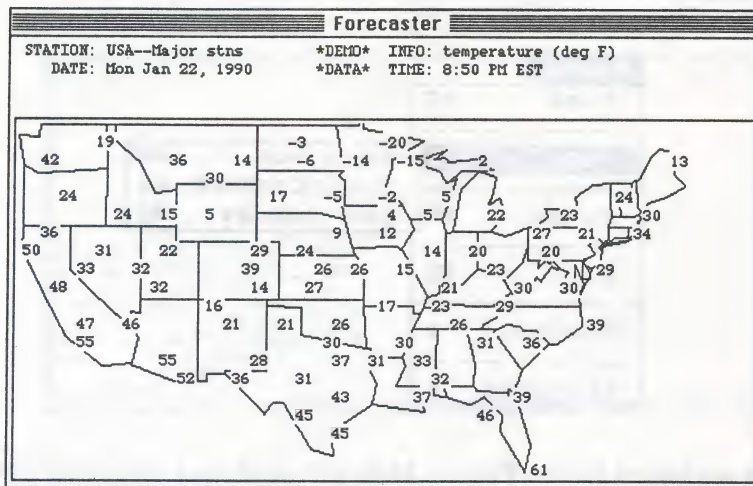 Forecaster
STATION: USA--Major stns *DEMO* INFO: temperature (deg F)
DATE: Mon Jan 22, 1990 *DATA* TIME: 8:50 PM EST
19 -3 -20
42 36 14 -6 -14 -15 2 13
30
24 17 -5 -2 5 24
24 15 5 4 5 22 23 30
36 9 12 27 21 34
50 31 22 29 24 14 20 20
33 32 39 26 26 15 23 N 29
48 32 14 27 21 30 30
16 17 23 29
47 46 21 21 26 26 39
55 30 30 31 36
55 28 37 31 33
52 36 31 32
43 37 39
45 46
45
61